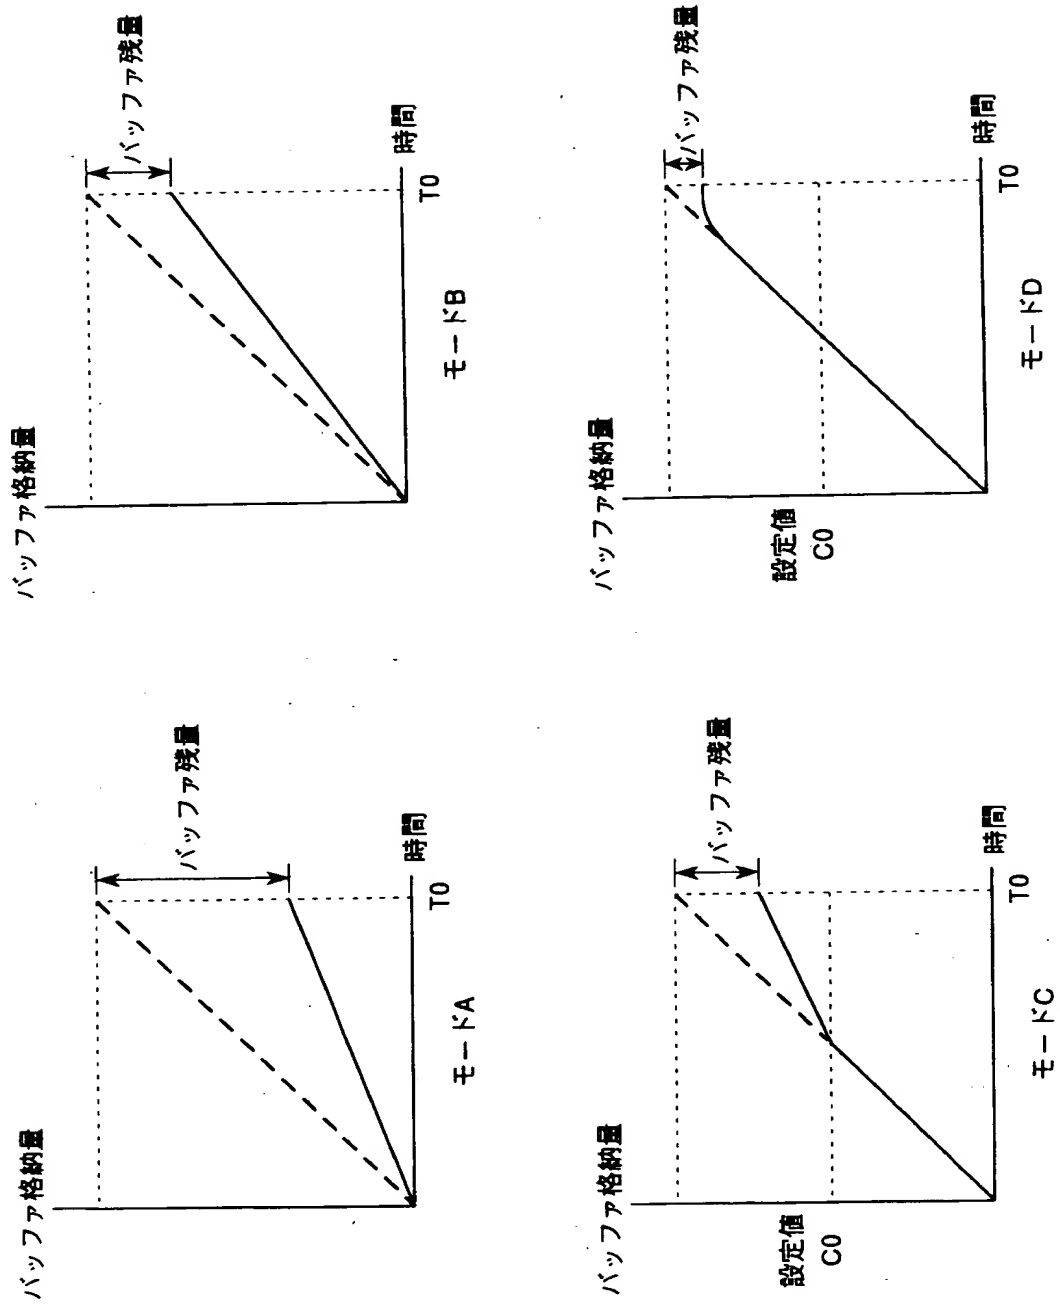 バッファ格納量
バッファ残量
T0
時間
モードA
バッファ格納量
バッファ残量
T0
時間
モードB
バッファ格納量
設定値
C0
バッファ残量
T0
時間
モードC
バッファ格納量
設定値
C0
バッファ残量
T0
時間
モードD